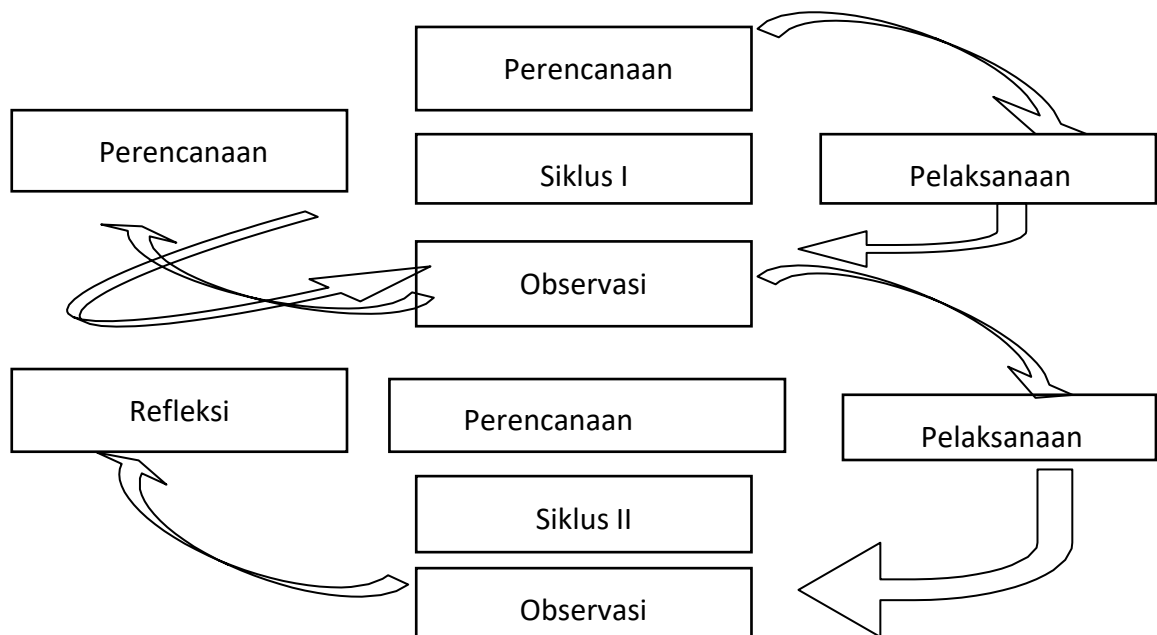 Perencanaan
Perencanaan
Siklus I
Pelaksanaan
Observasi
Refleksi
Perencanaan
Pelaksanaan
Siklus II
Observasi